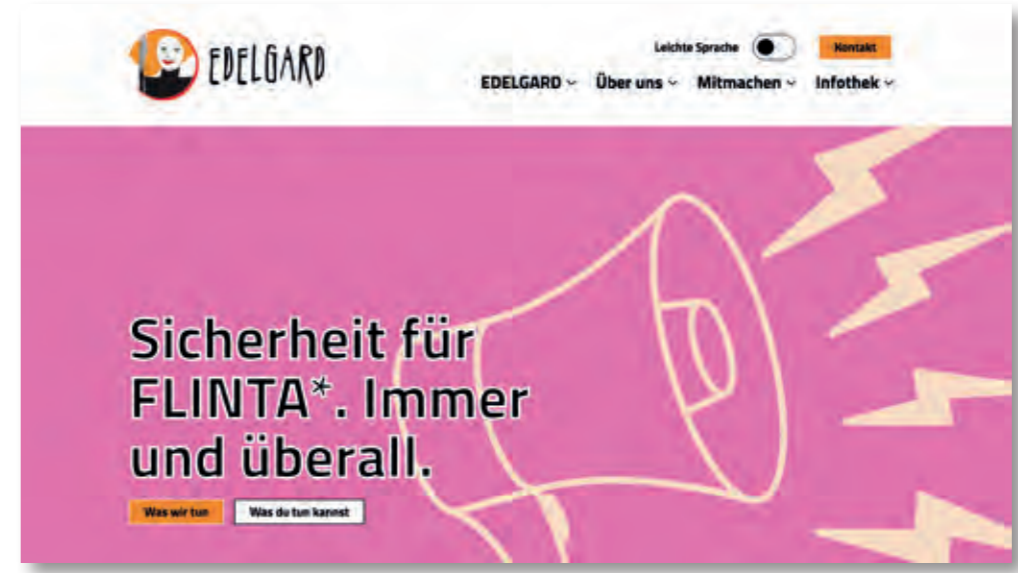 EDELGARD
Leichte Sprache
Kontakt
EDELGARD
Über uns
Mitmachen
Infothek
Sicherheit für
FLINTA*. Immer
und überall.
Was wir tun
Was du tun kannst